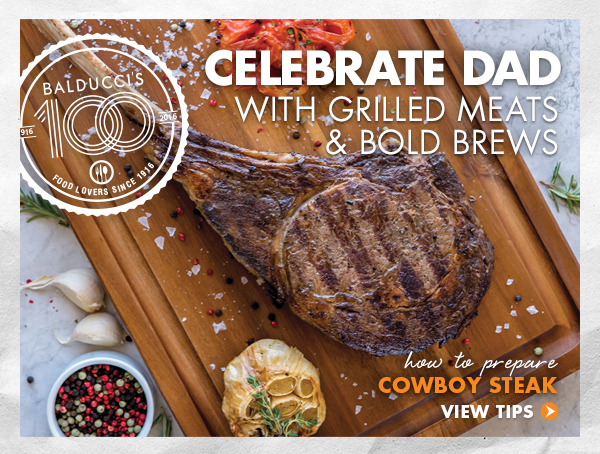 BALDUCCI'S
100
916
2016
FOOD LOVERS SINCE 1916
CELEBRATE DAD
WITH GRILLED MEATS
& BOLD BREWS
how to prepare
COWBOY STEAK
VIEW TIPS